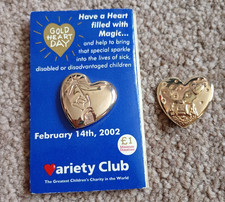 GOLD
HEART
DAY
Have a Heart
filled with
Magic...
and help to bring
that special sparkle
into the lives of sick,
disabled or disadvantaged children
February 14th, 2002
£1
Variety Club
The Greatest Children's Charity in the World